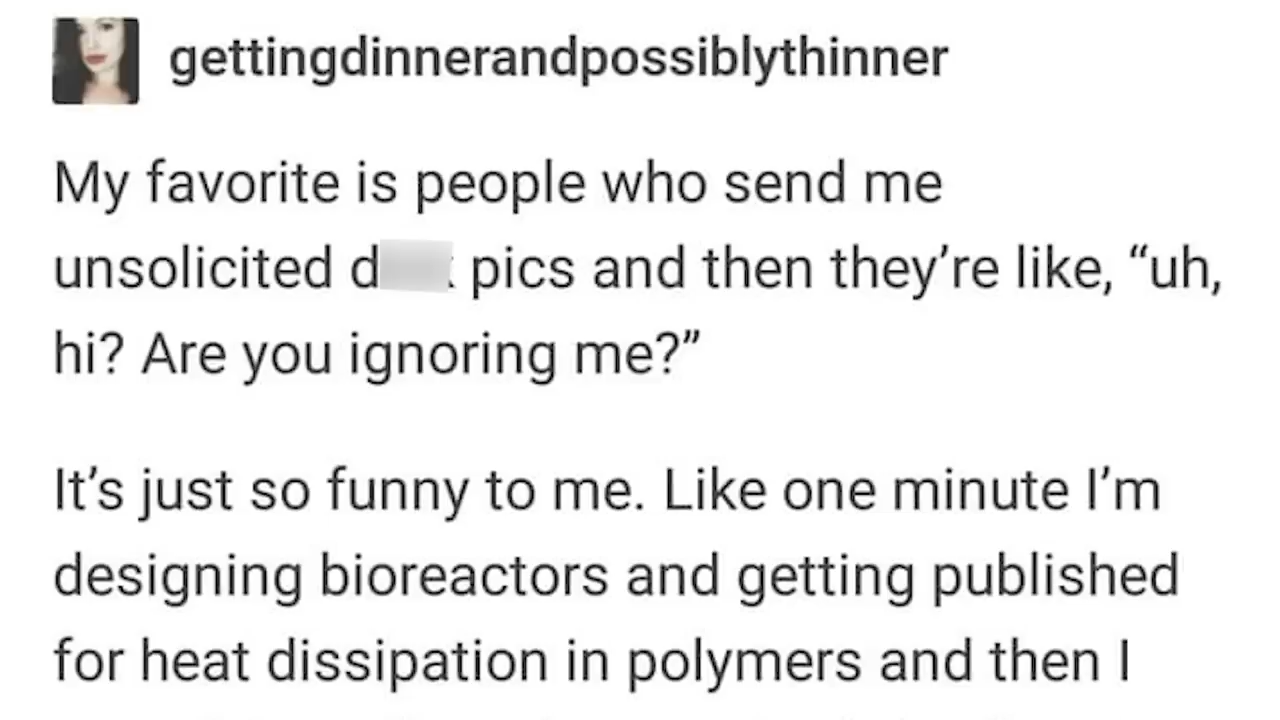 gettingdinnerandpossiblythinner
My favorite is people who send me
unsolicited d pics and then they’re like, “uh,
hi? Are you ignoring me?”
It’s just so funny to me. Like one minute I’m
designing bioreactors and getting published
for heat dissipation in polymers and then I